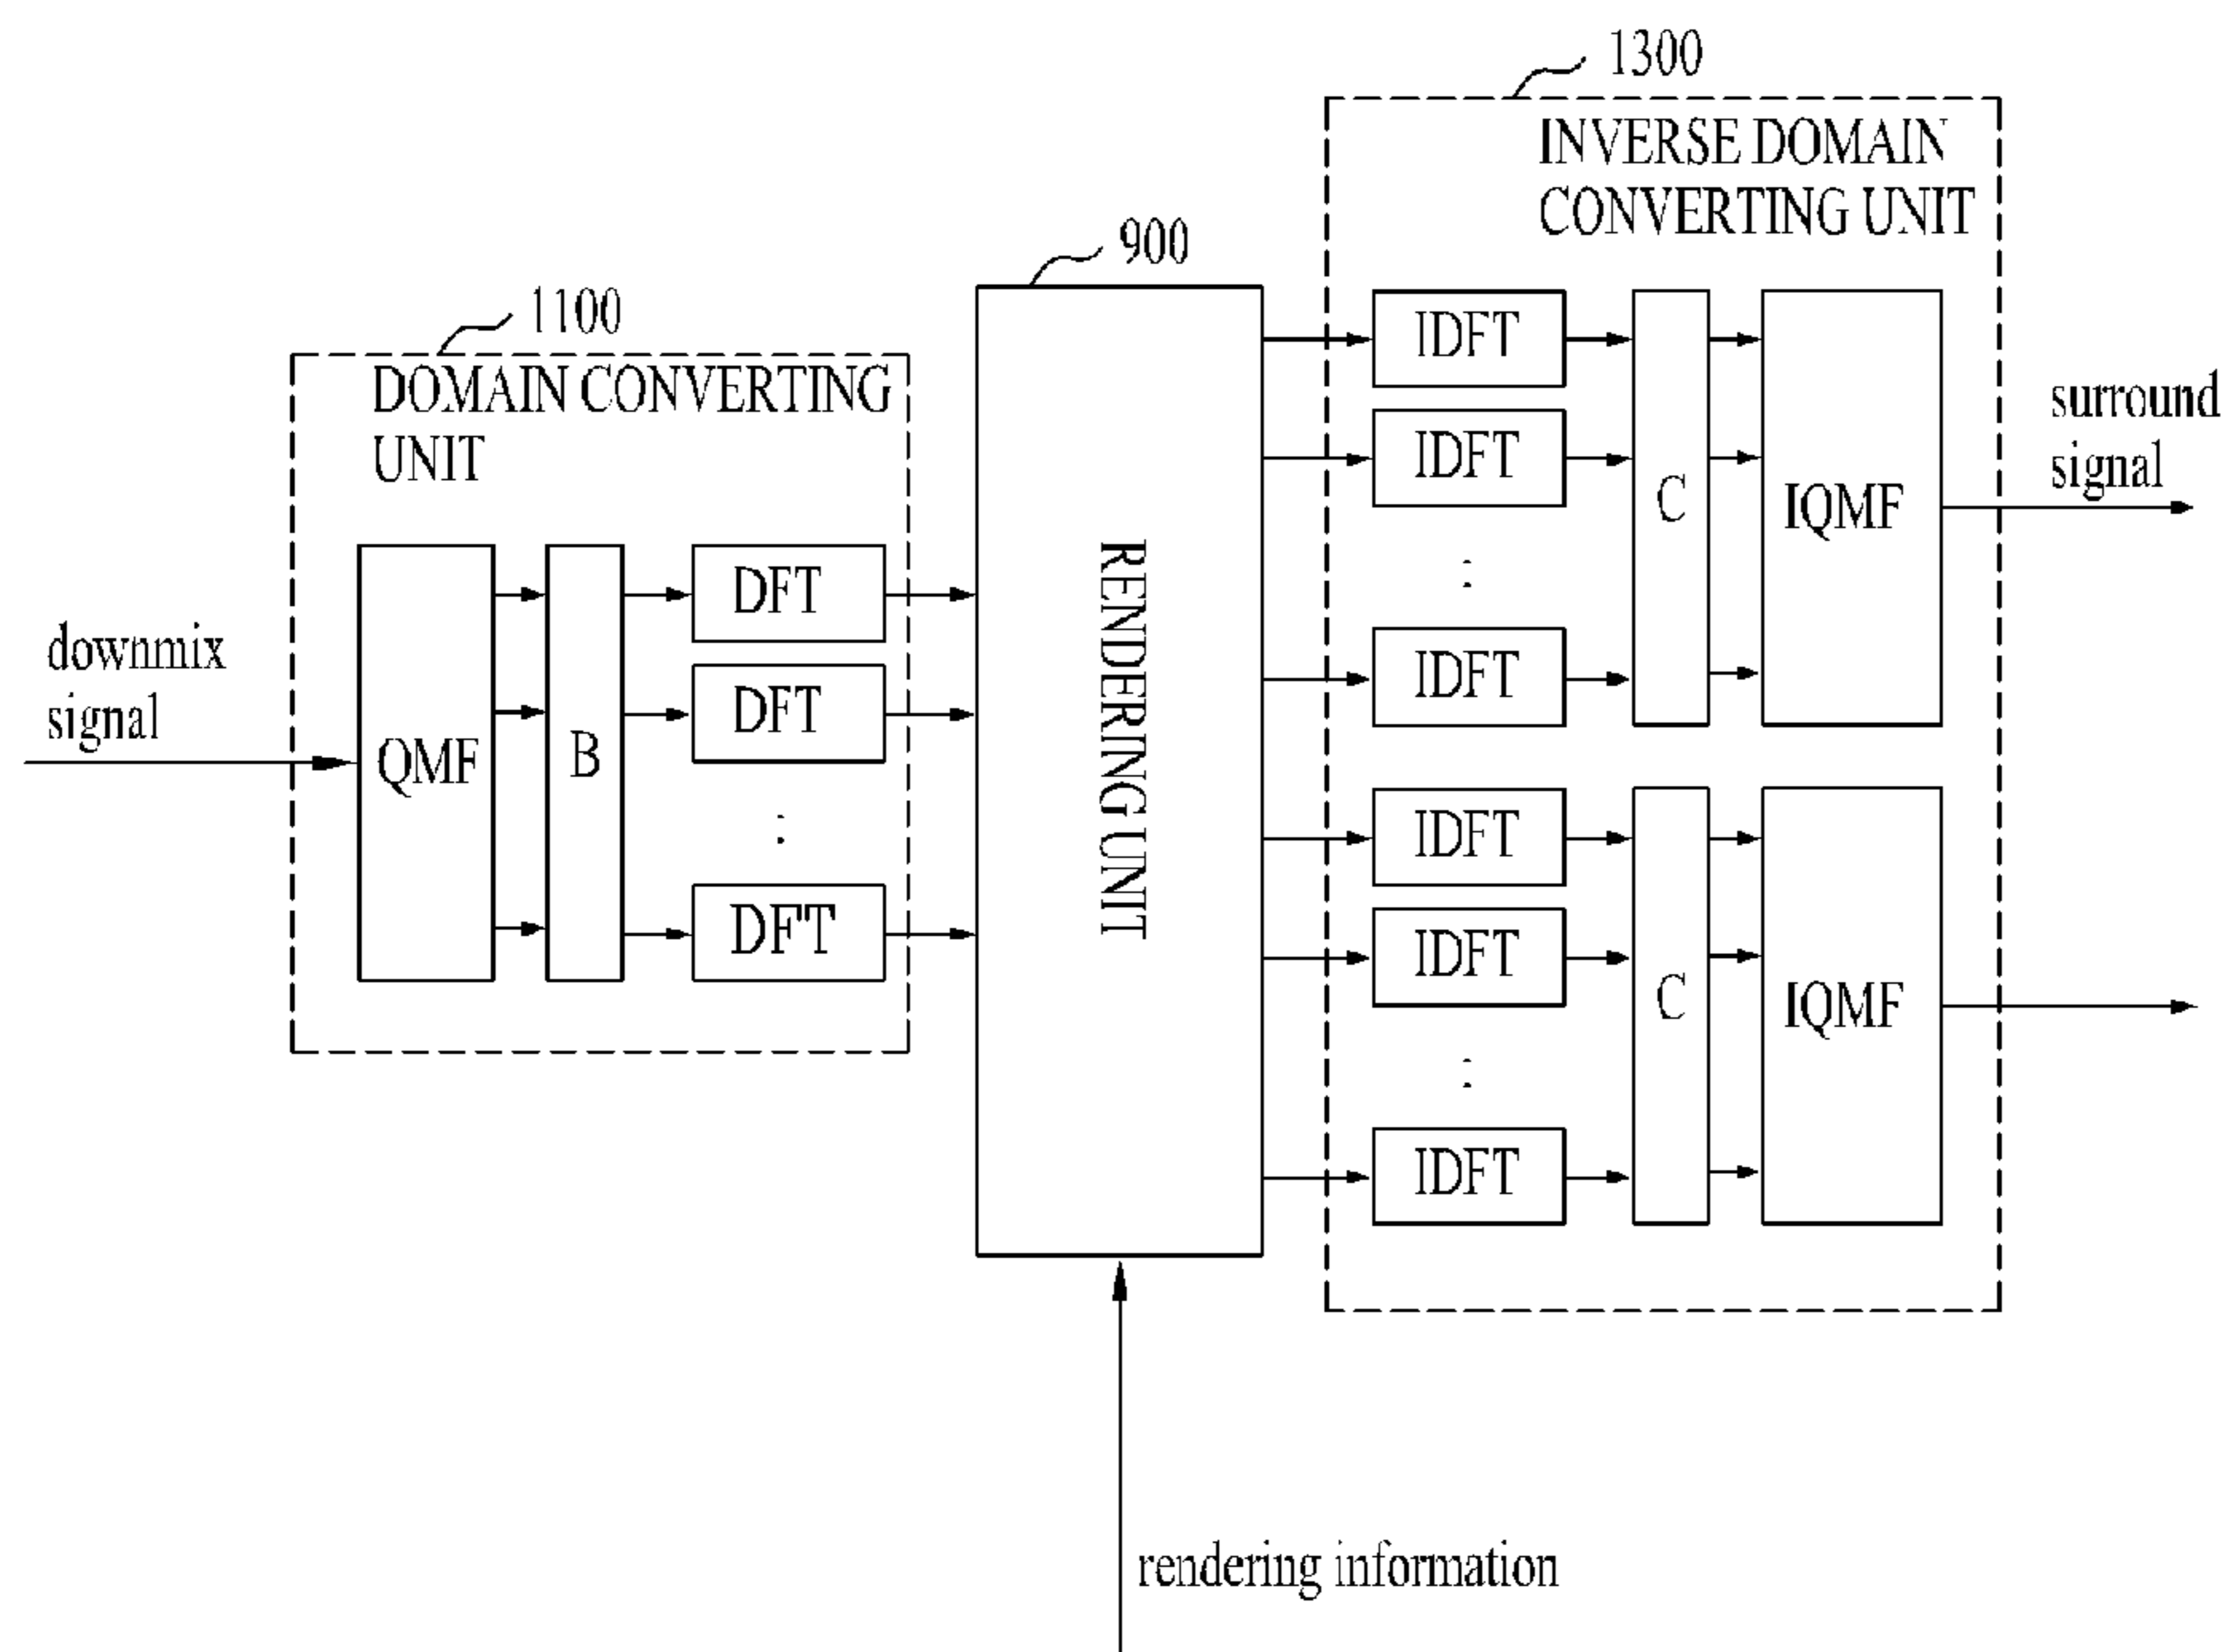 1300
INVERSE DOMAIN
CONVERTING UNIT
900
1100
DOMAIN CONVERTING
UNIT
downmix
signal
QMF
B
DFT
DFT
:
DFT
RENDERING UNIT
IDFT
IDFT
:
IDFT
C
IQMF
surround
signal
IDFT
IDFT
:
IDFT
C
IQMF
rendering information